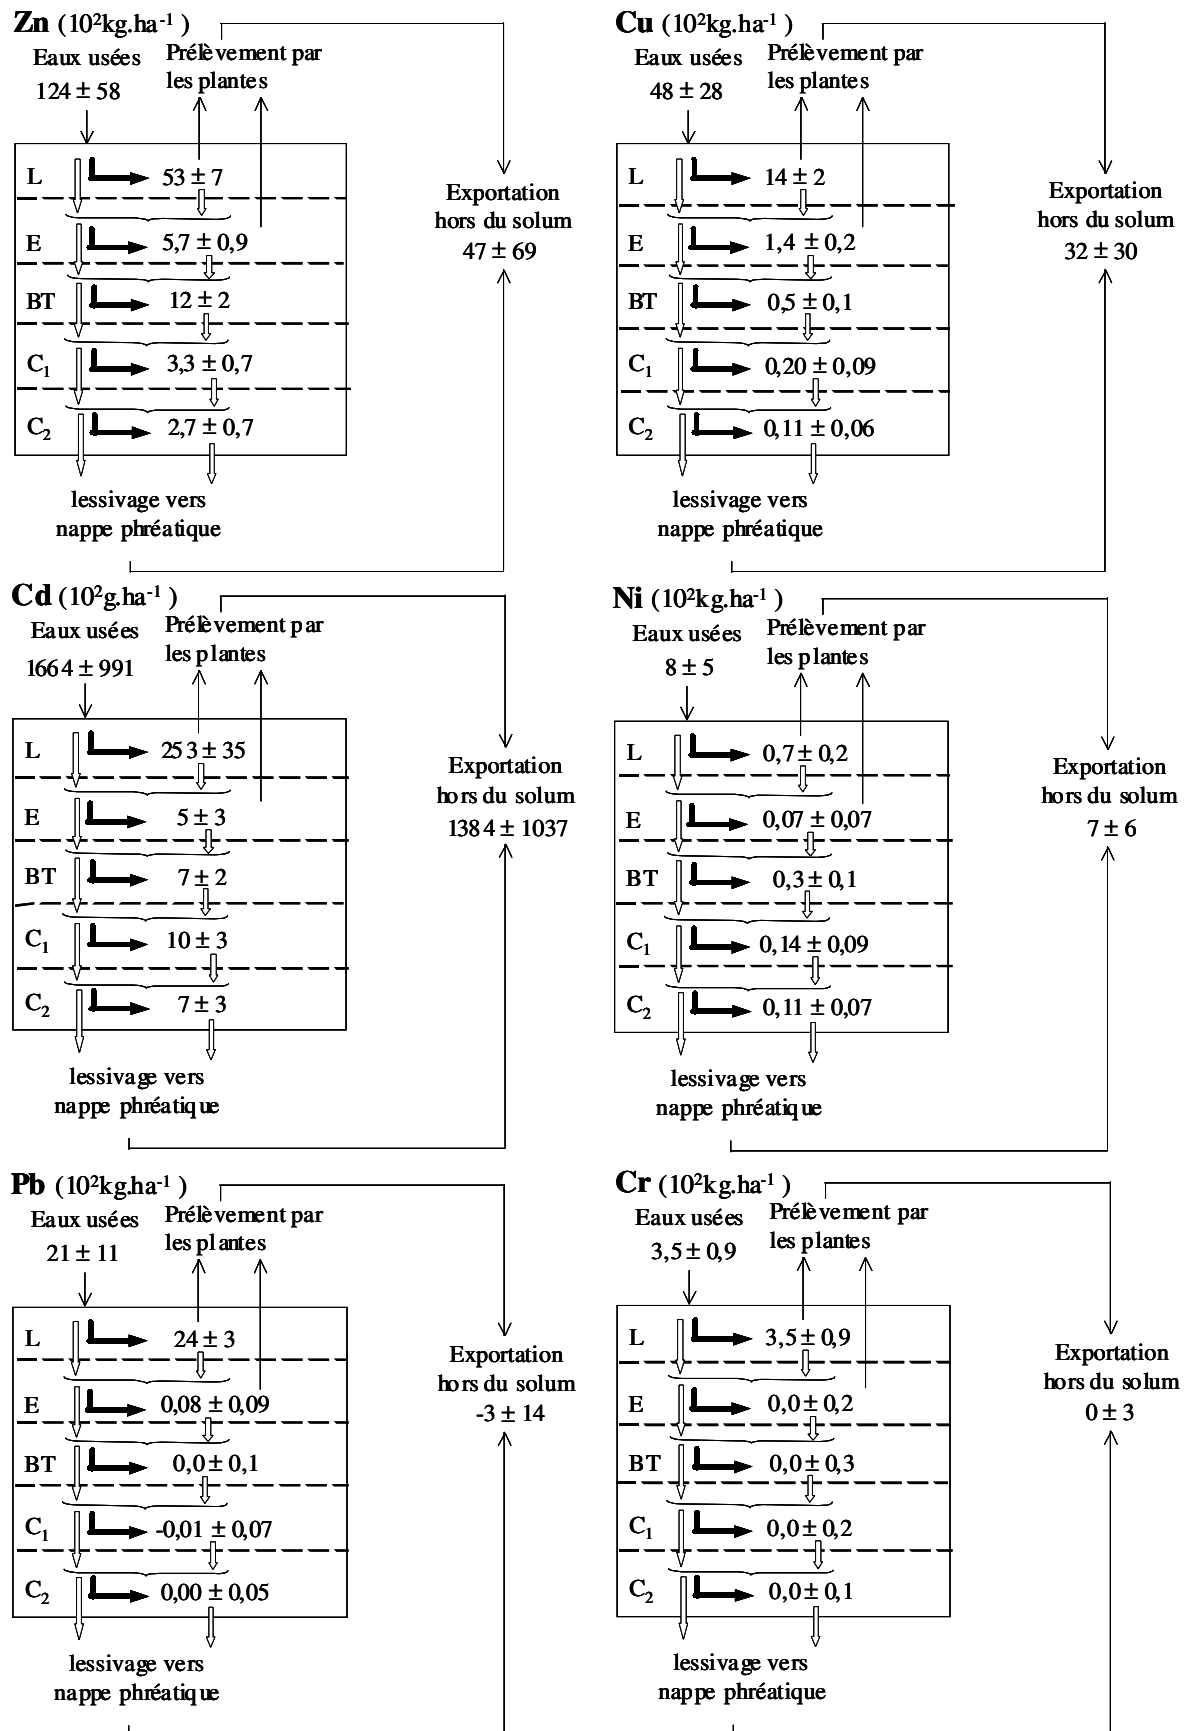 Zn (10²kg.ha⁻¹ )
Eaux usées
124 ± 58
Prélèvement par
les plantes
L
53 ± 7
E
5,7 ± 0,9
BT
12 ± 2
C₁
3,3 ± 0,7
C₂
2,7 ± 0,7
lessivage vers
nappe phréatique
Exportation
hors du solum
47 ± 69
Cu (10²kg.ha⁻¹ )
Eaux usées
48 ± 28
Prélèvement par
les plantes
L
14 ± 2
E
1,4 ± 0,2
BT
0,5 ± 0,1
C₁
0,20 ± 0,09
C₂
0,11 ± 0,06
lessivage vers
nappe phréatique
Exportation
hors du solum
32 ± 30
Cd (10²g.ha⁻¹ )
Eaux usées
1664 ± 991
Prélèvement par
les plantes
L
253 ± 35
E
5 ± 3
BT
7 ± 2
C₁
10 ± 3
C₂
7 ± 3
lessivage vers
nappe phréatique
Exportation
hors du solum
1384 ± 1037
Ni (10²kg.ha⁻¹ )
Eaux usées
8 ± 5
Prélèvement par
les plantes
L
0,7 ± 0,2
E
0,07 ± 0,07
BT
0,3 ± 0,1
C₁
0,14 ± 0,09
C₂
0,11 ± 0,07
lessivage vers
nappe phréatique
Exportation
hors du solum
7 ± 6
Pb (10²kg.ha⁻¹ )
Eaux usées
21 ± 11
Prélèvement par
les plantes
L
24 ± 3
E
0,08 ± 0,09
BT
0,0 ± 0,1
C₁
-0,01 ± 0,07
C₂
0,00 ± 0,05
lessivage vers
nappe phréatique
Exportation
hors du solum
-3 ± 14
Cr (10²kg.ha⁻¹ )
Eaux usées
3,5 ± 0,9
Prélèvement par
les plantes
L
3,5 ± 0,9
E
0,0 ± 0,2
BT
0,0 ± 0,3
C₁
0,0 ± 0,2
C₂
0,0 ± 0,1
lessivage vers
nappe phréatique
Exportation
hors du solum
0 ± 3